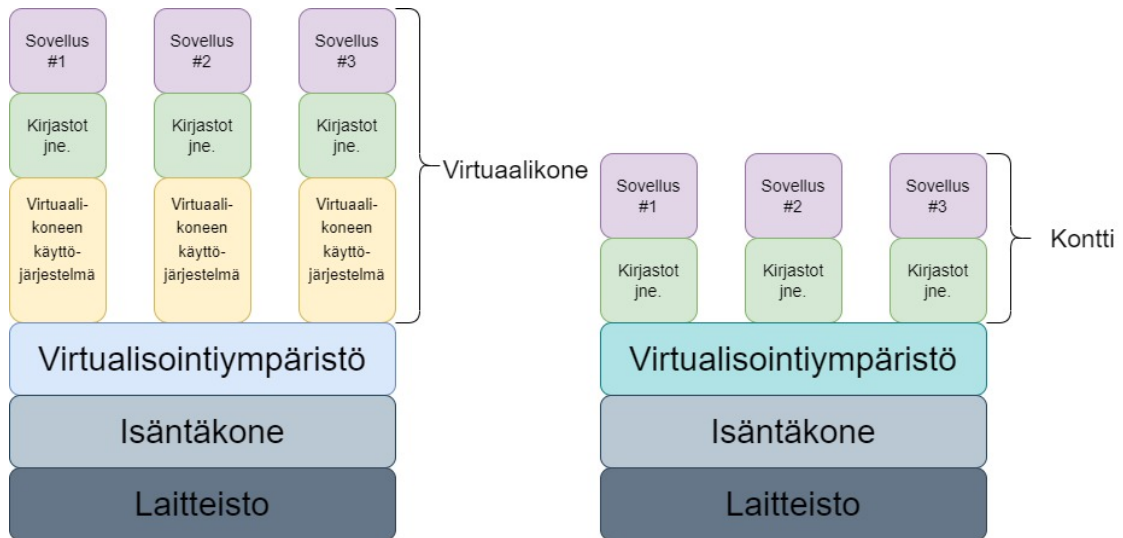 Sovellus
#1
Sovellus
#2
Sovellus
#3
Kirjastot
jne.
Kirjastot
jne.
Kirjastot
jne.
Virtuaali-
koneen
käyttö-
järjestelmä
Virtuaali-
koneen
käyttö-
järjestelmä
Virtuaali-
koneen
käyttö-
järjestelmä
Virtuaalikone
Virtualisointiympäristö
Isäntäkone
Laitteisto
Sovellus
#1
Sovellus
#2
Sovellus
#3
Kirjastot
jne.
Kirjastot
jne.
Kirjastot
jne.
Kontti
Virtualisointiympäristö
Isäntäkone
Laitteisto